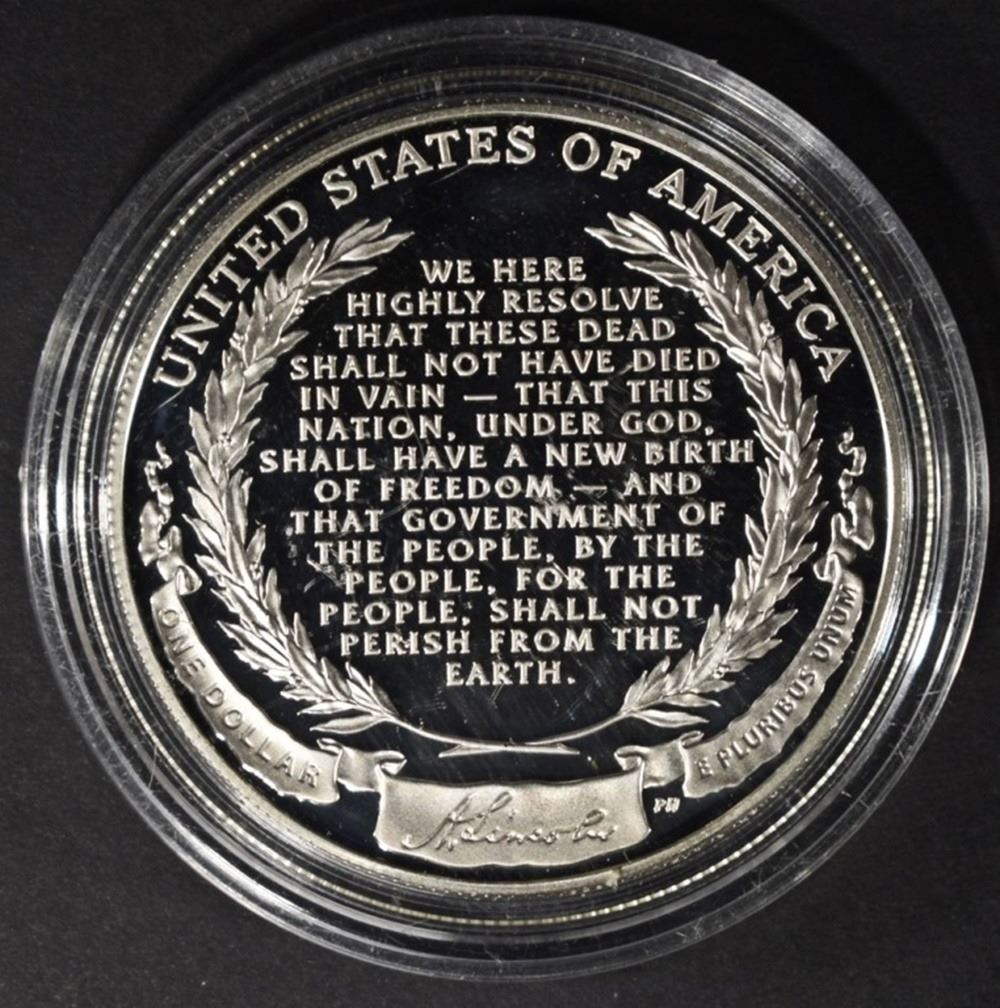 UNITED STATES OF AMERICA
WE HERE
HIGHLY RESOLVE
THAT THESE DEAD
SHALL NOT HAVE DIED
IN VAIN — THAT THIS
NATION, UNDER GOD,
SHALL HAVE A NEW BIRTH
OF FREEDOM — AND
THAT GOVERNMENT OF
THE PEOPLE, BY THE
PEOPLE, FOR THE
PEOPLE, SHALL NOT
PERISH FROM THE
EARTH.
ONE DOLLAR
A. Lincoln
PH
E PLURIBUS UNUM